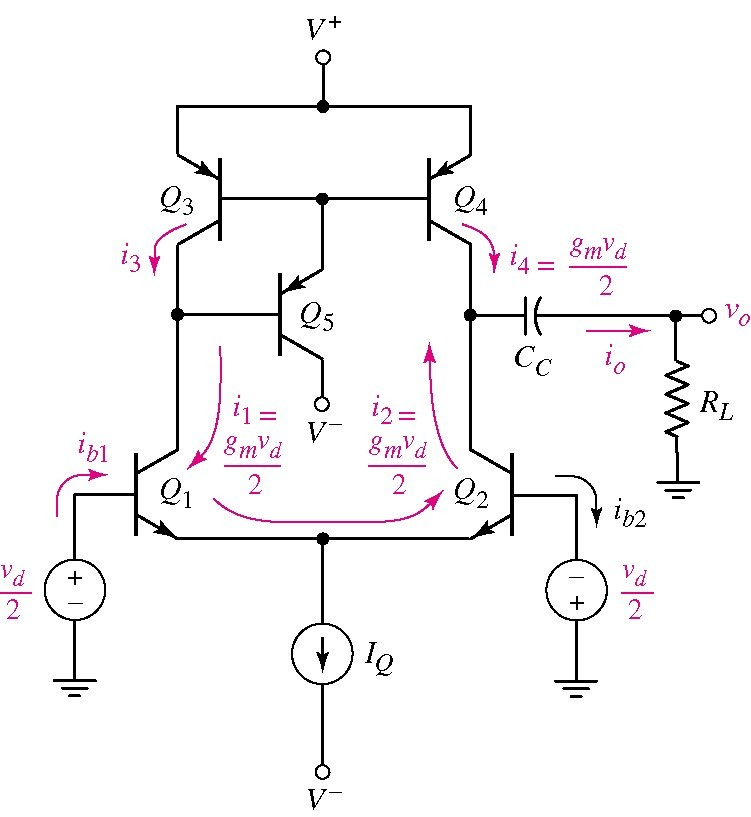 V⁺
Q₃
Q₄
i₃
i₄ = gₘv_d
2
Q₅
v_o
i_o
C_C
R_L
V⁻
i₁ =
gₘv_d
2
i₂ =
gₘv_d
2
i_b1
Q₁
Q₂
i_b2
v_d
2
+
−
−
+
v_d
2
I_Q
V⁻